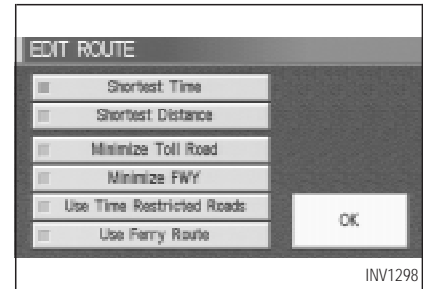 EDIT ROUTE
Shortest Time
Shortest Distance
Minimize Toll Road
Minimize FWY
Use Time Restricted Roads
Use Ferry Route
OK
INV1298